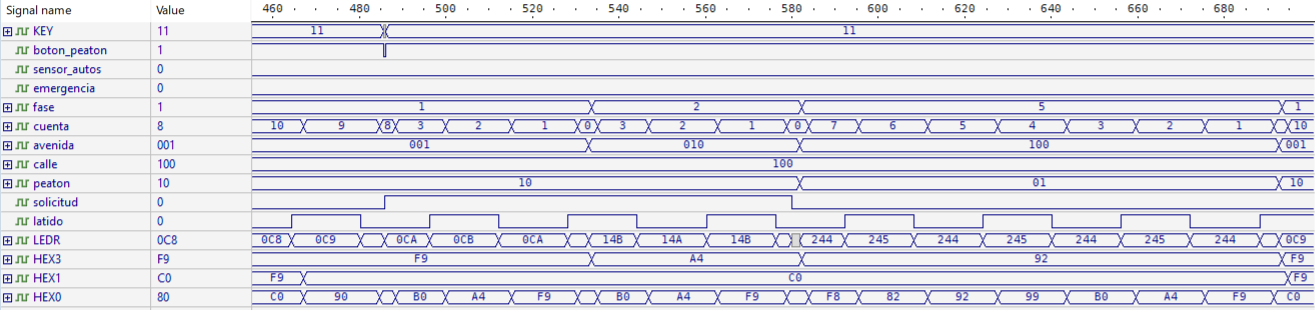 Signal name Value 460 480 500 520 540 560 580 600 620 640 660 680
KEY 11 11 11
boton_peaton 1
sensor_autos 0
emergencia 0
fase 1 1 2 5 1
cuenta 8 10 9 8 3 2 1 0 3 2 1 0 7 6 5 4 3 2 1 10
avenida 001 001 010 100 001
calle 100 100
peaton 10 10 01 10
solicitud 0
latido 0
LEDR 0C8 0C8 0C9 0CA 0CB 0CA 14B 14A 14B 244 245 244 245 244 245 244 0C9
HEX3 F9 F9 A4 92 F9
HEX1 C0 F9 C0 F9
HEX0 80 C0 90 B0 A4 F9 B0 A4 F9 F8 82 92 99 B0 A4 F9 C0